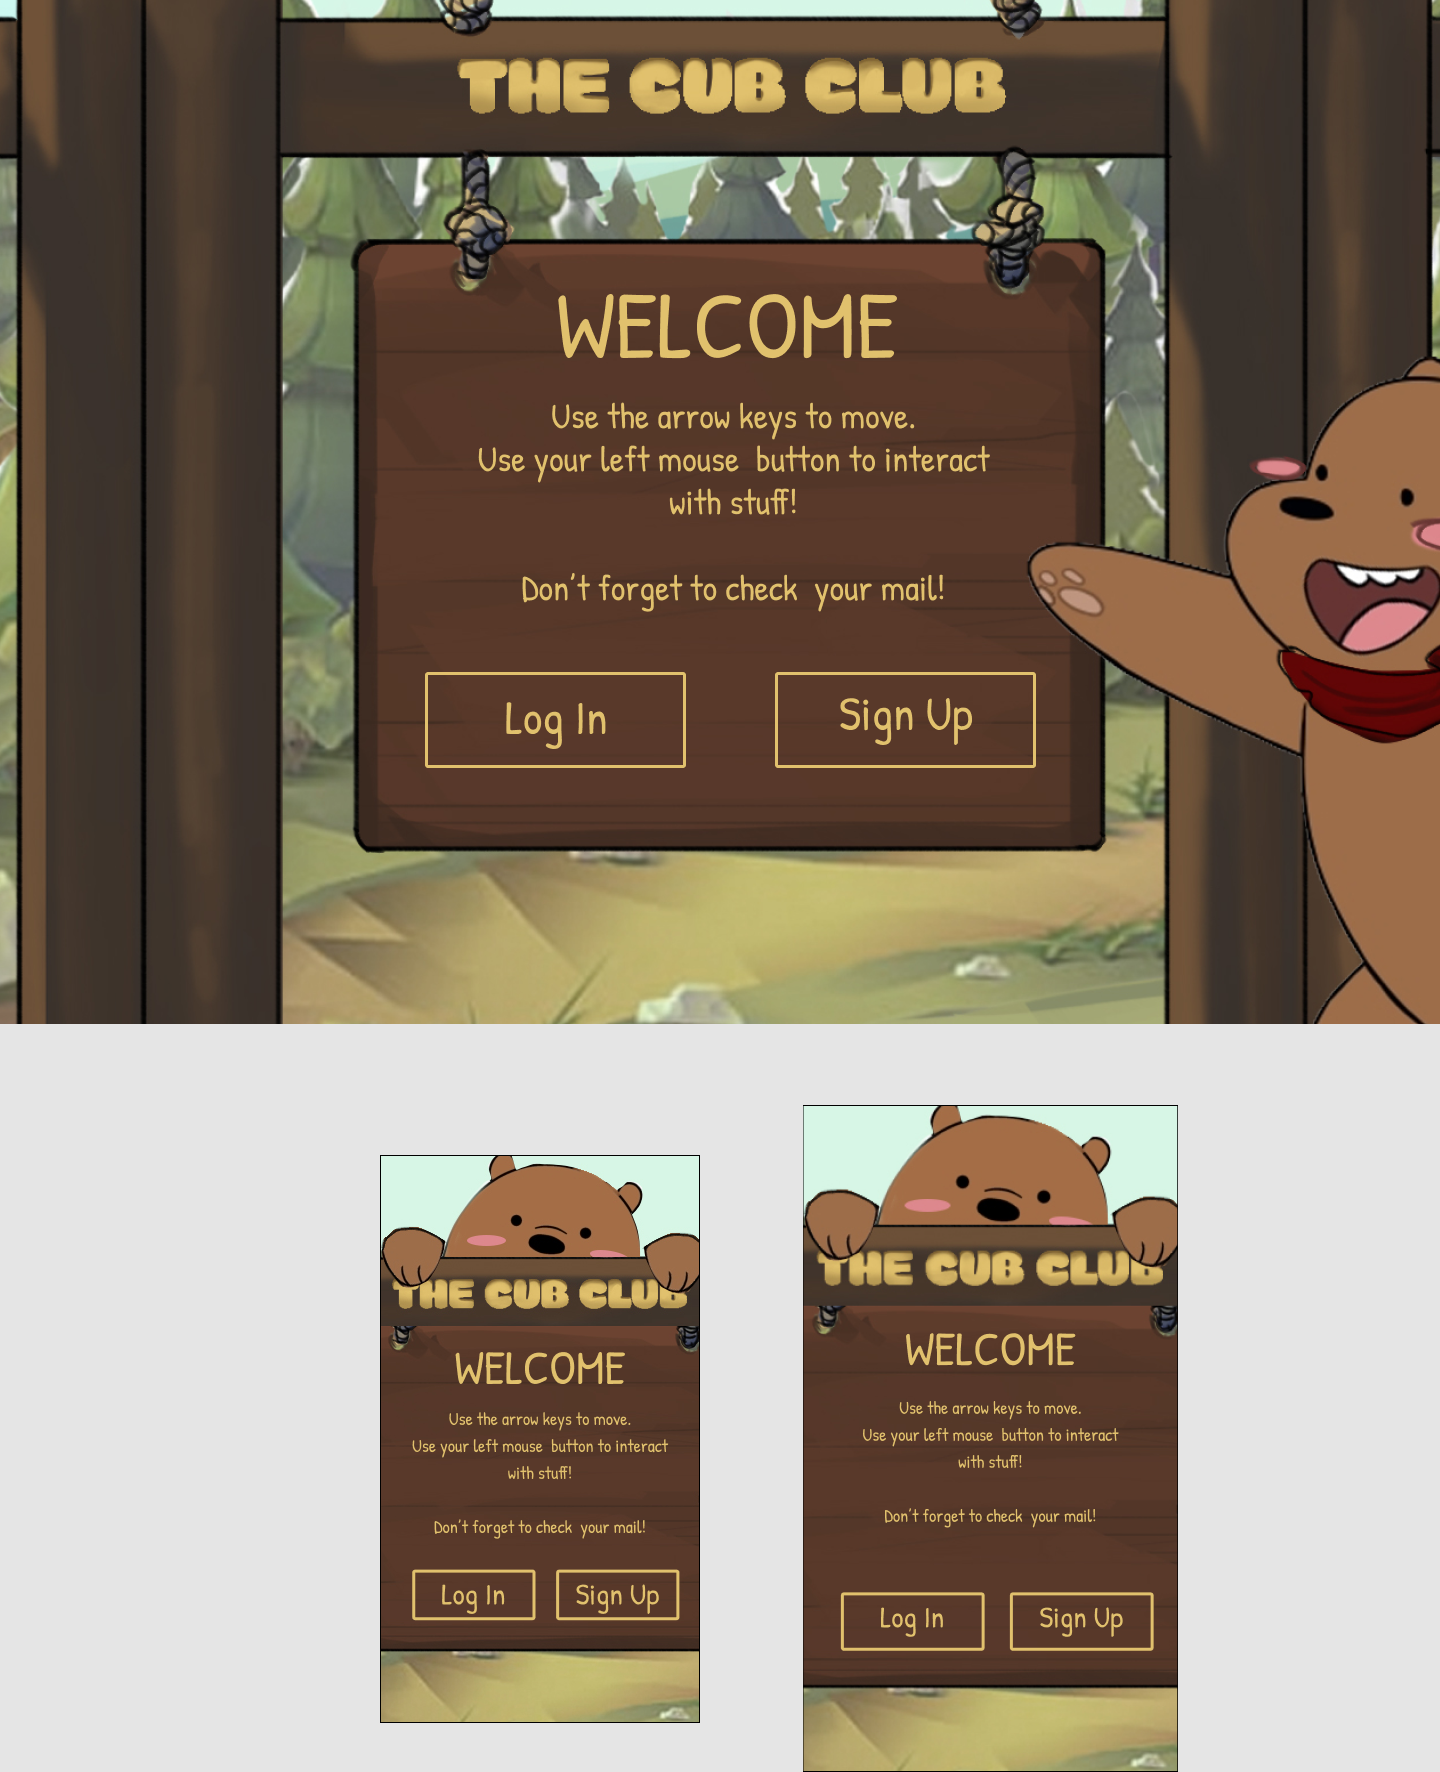 THE CUB CLUB
WELCOME
Use the arrow keys to move.
Use your left mouse  button to interact
with stuff!
Don't forget to check  your mail!
Log In
Sign Up
THE CUB CLUB
WELCOME
Use the arrow keys to move.
Use your left mouse  button to interact
with stuff!
Don't forget to check  your mail!
Log In
Sign Up
THE CUB CLUB
WELCOME
Use the arrow keys to move.
Use your left mouse  button to interact
with stuff!
Don't forget to check  your mail!
Log In
Sign Up